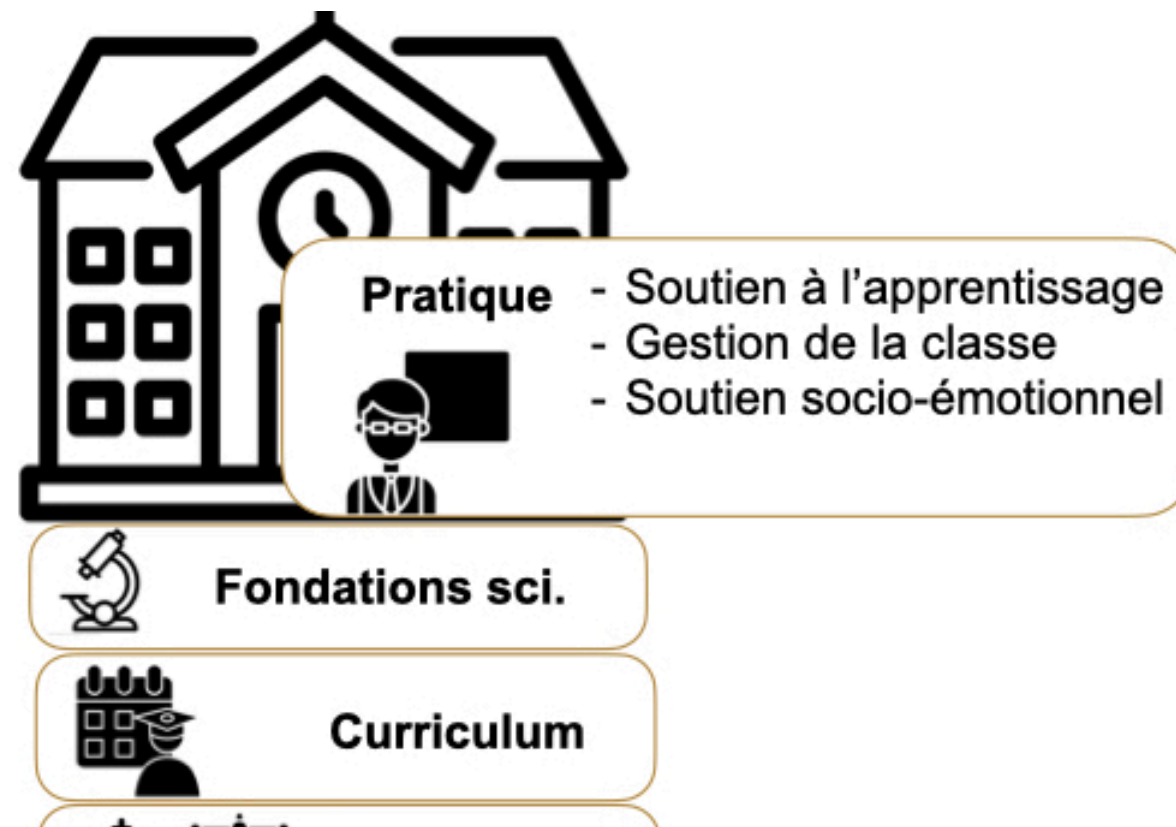 Pratique
- Soutien à l’apprentissage
- Gestion de la classe
- Soutien socio-émotionnel
Fondations sci.
Curriculum